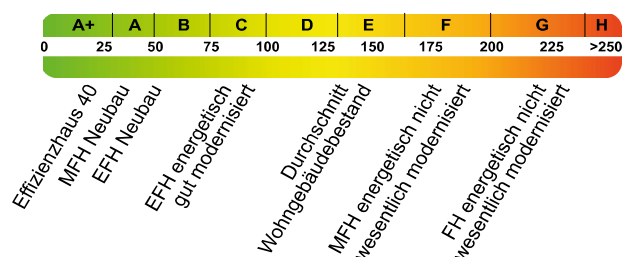 A+ A B C D E F G H
0 25 50 75 100 125 150 175 200 225 >250
Effizienzhaus 40
MFH Neubau
EFH Neubau
EFH energetisch
gut modernisiert
Durchschnitt
Wohngebäudebestand
MFH energetisch nicht
wesentlich modernisiert
FH energetisch nicht
wesentlich modernisiert